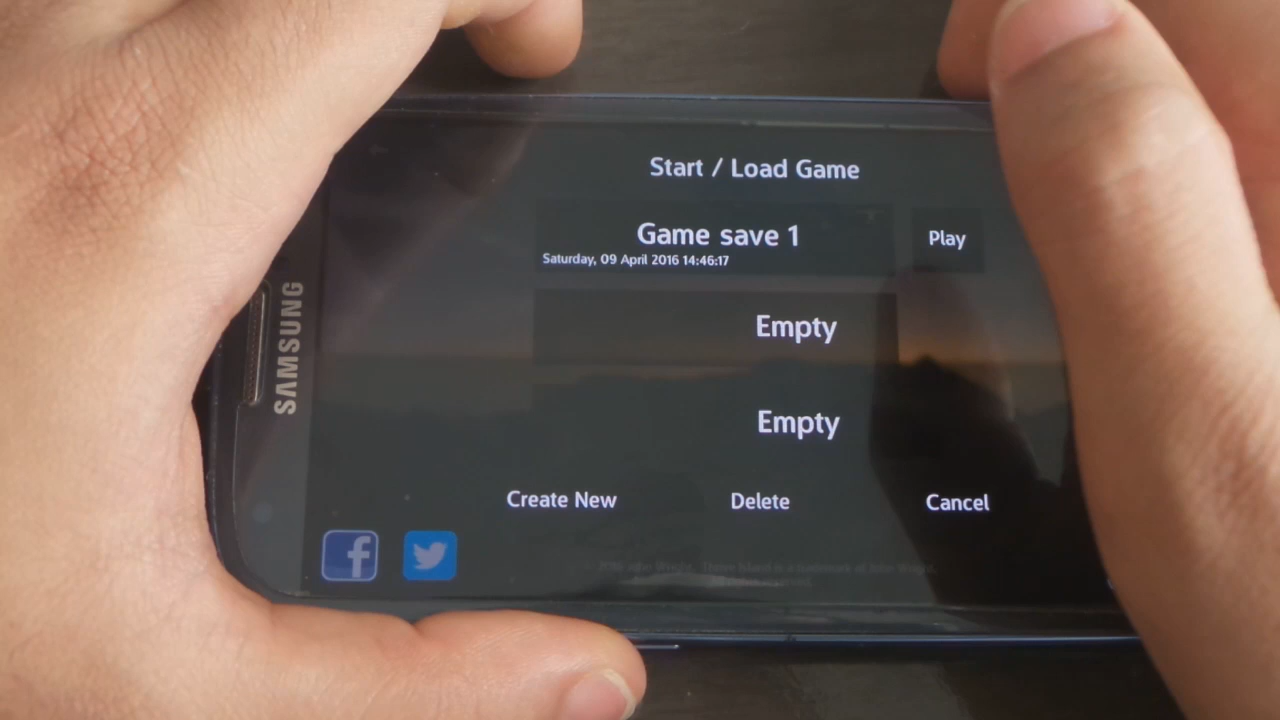 Start / Load Game
Game save 1
Play
Saturday, 09 April 2016 14:46:17
Empty
Empty
Create New
Delete
Cancel
SAMSUNG
f